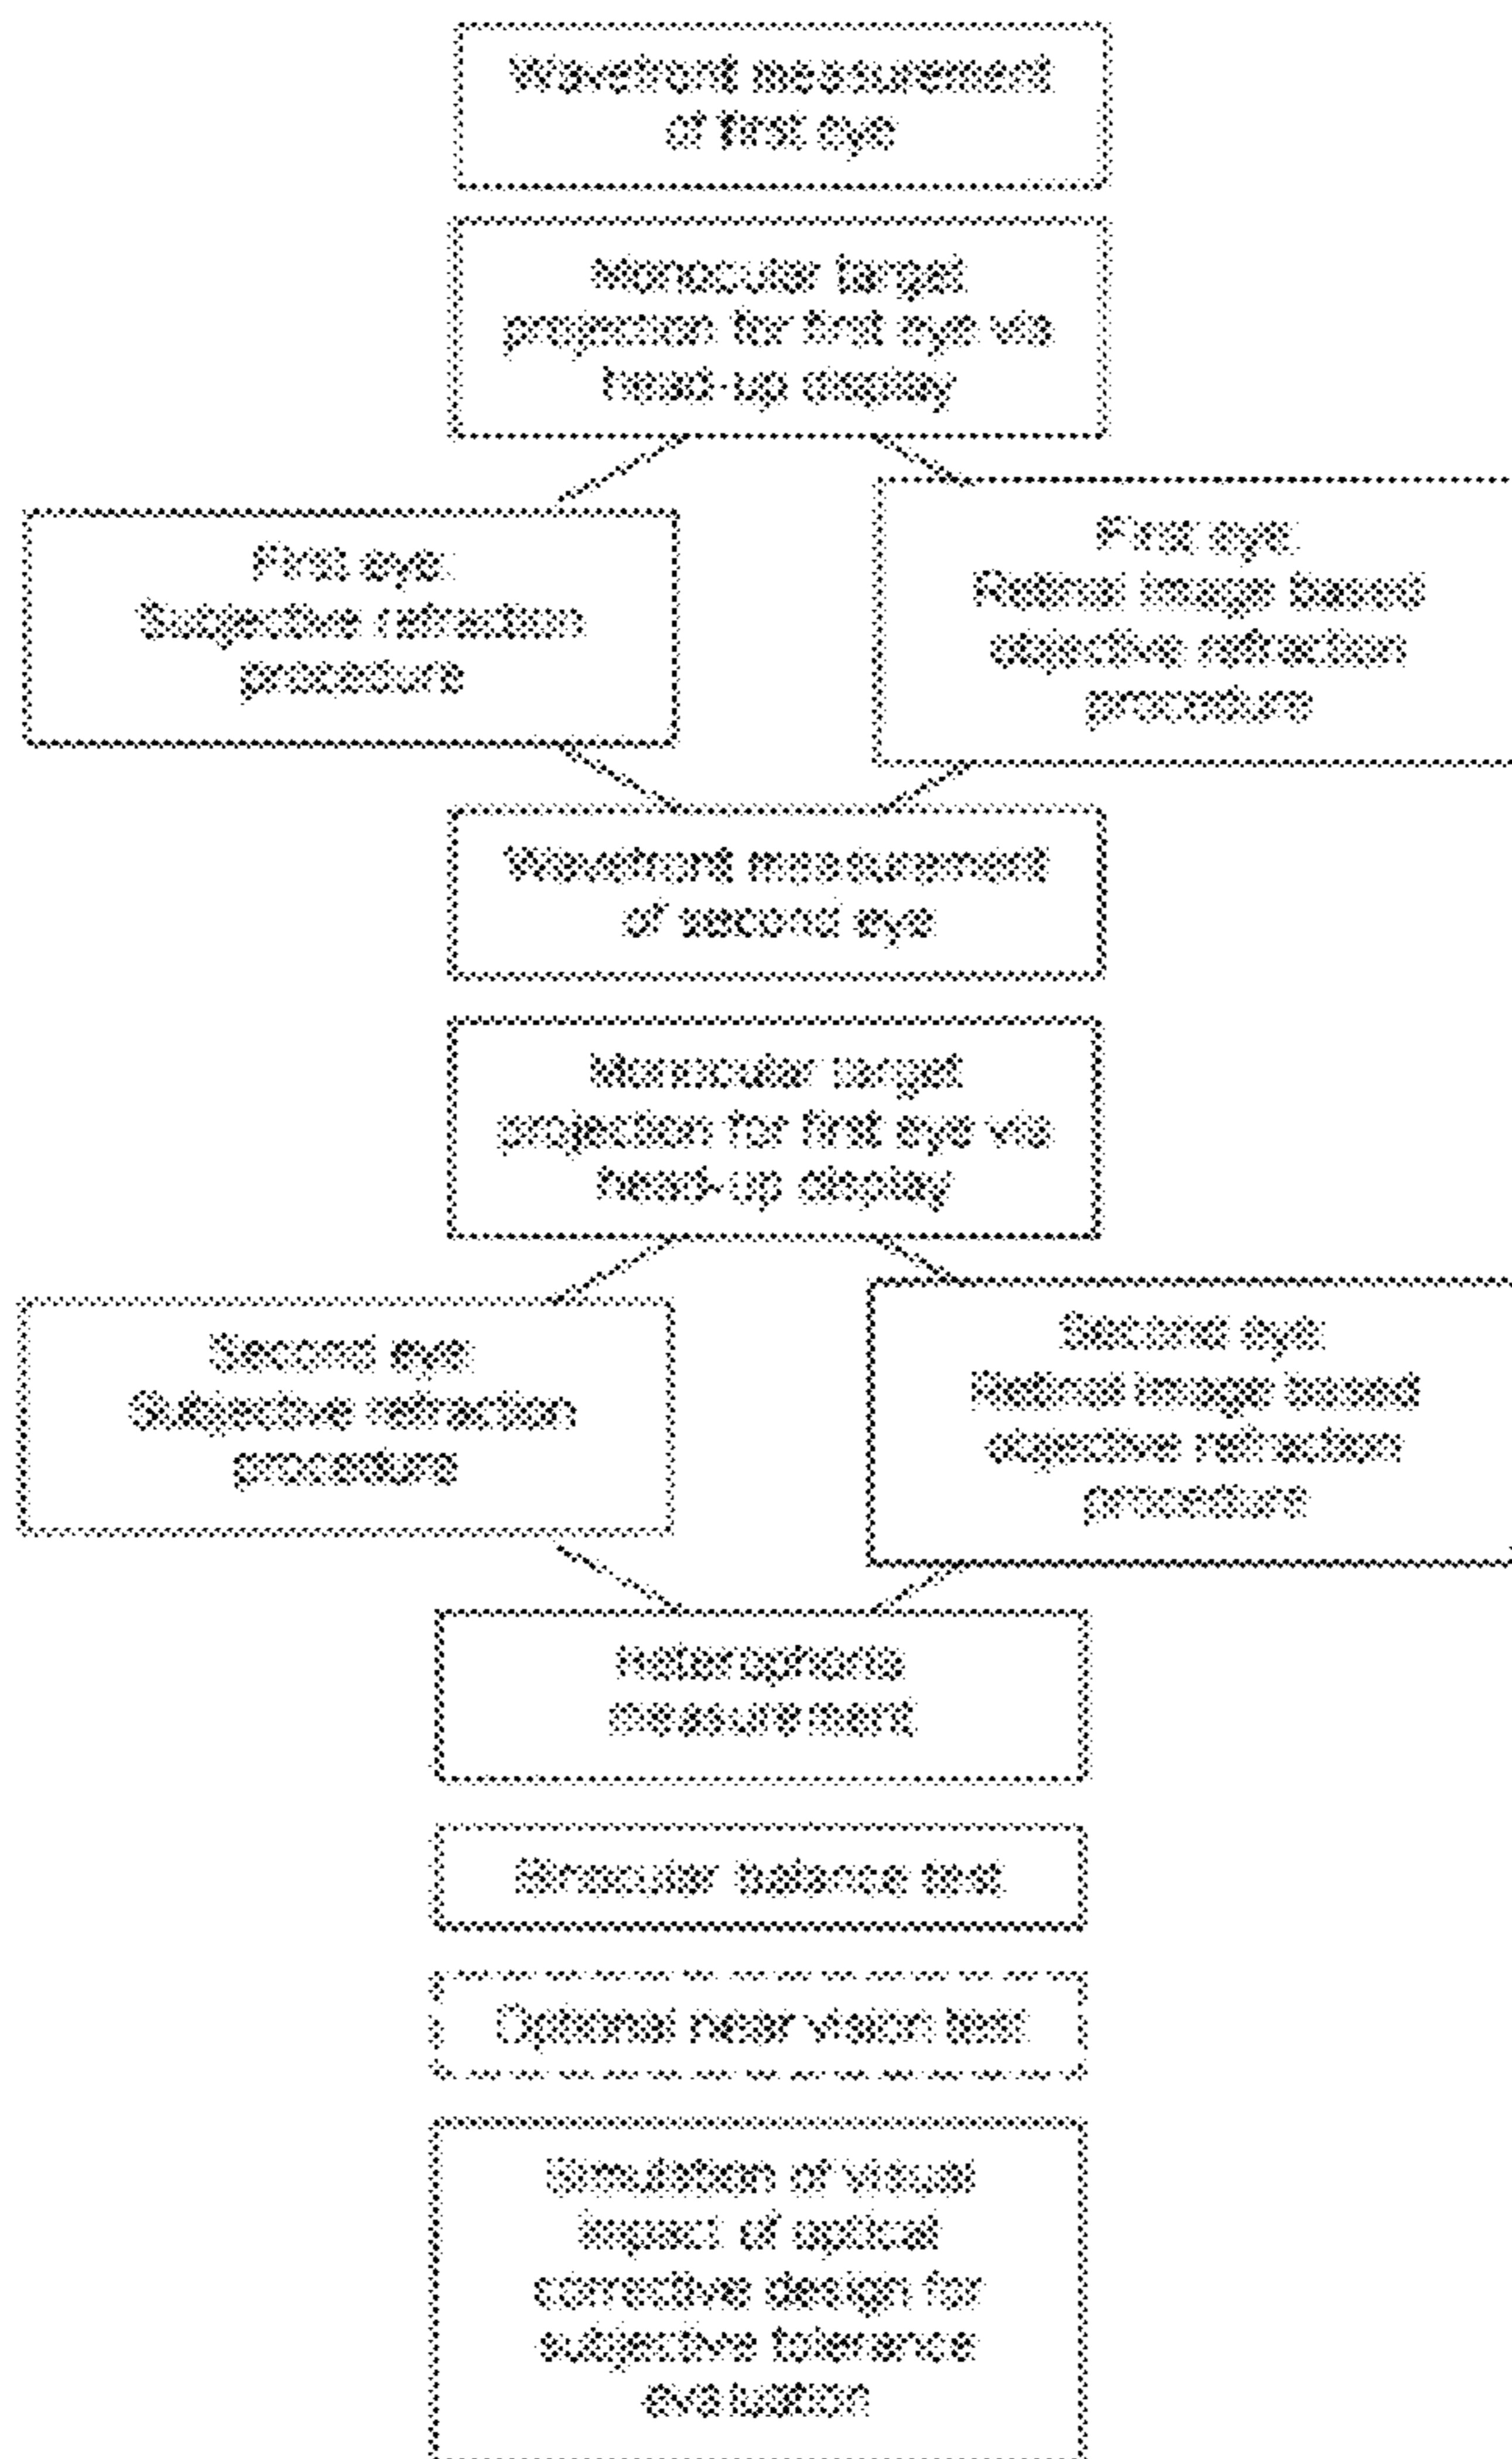 Wavefront measurement
of first eye
Monocular target
projection for first eye via
head-up display
First eye:
Subjective refraction
procedure
First eye:
Retinal image based
objective refraction
procedure
Wavefront measurement
of second eye
Monocular target
projection for first eye via
head-up display
Second eye:
Subjective refraction
procedure
Second eye:
Retinal image based
objective refraction
procedure
Heterophoria
measurement
Binocular balance test
Optional near vision test
Simulation of visual
impact of optical
corrective design for
subjective tolerance
evaluation